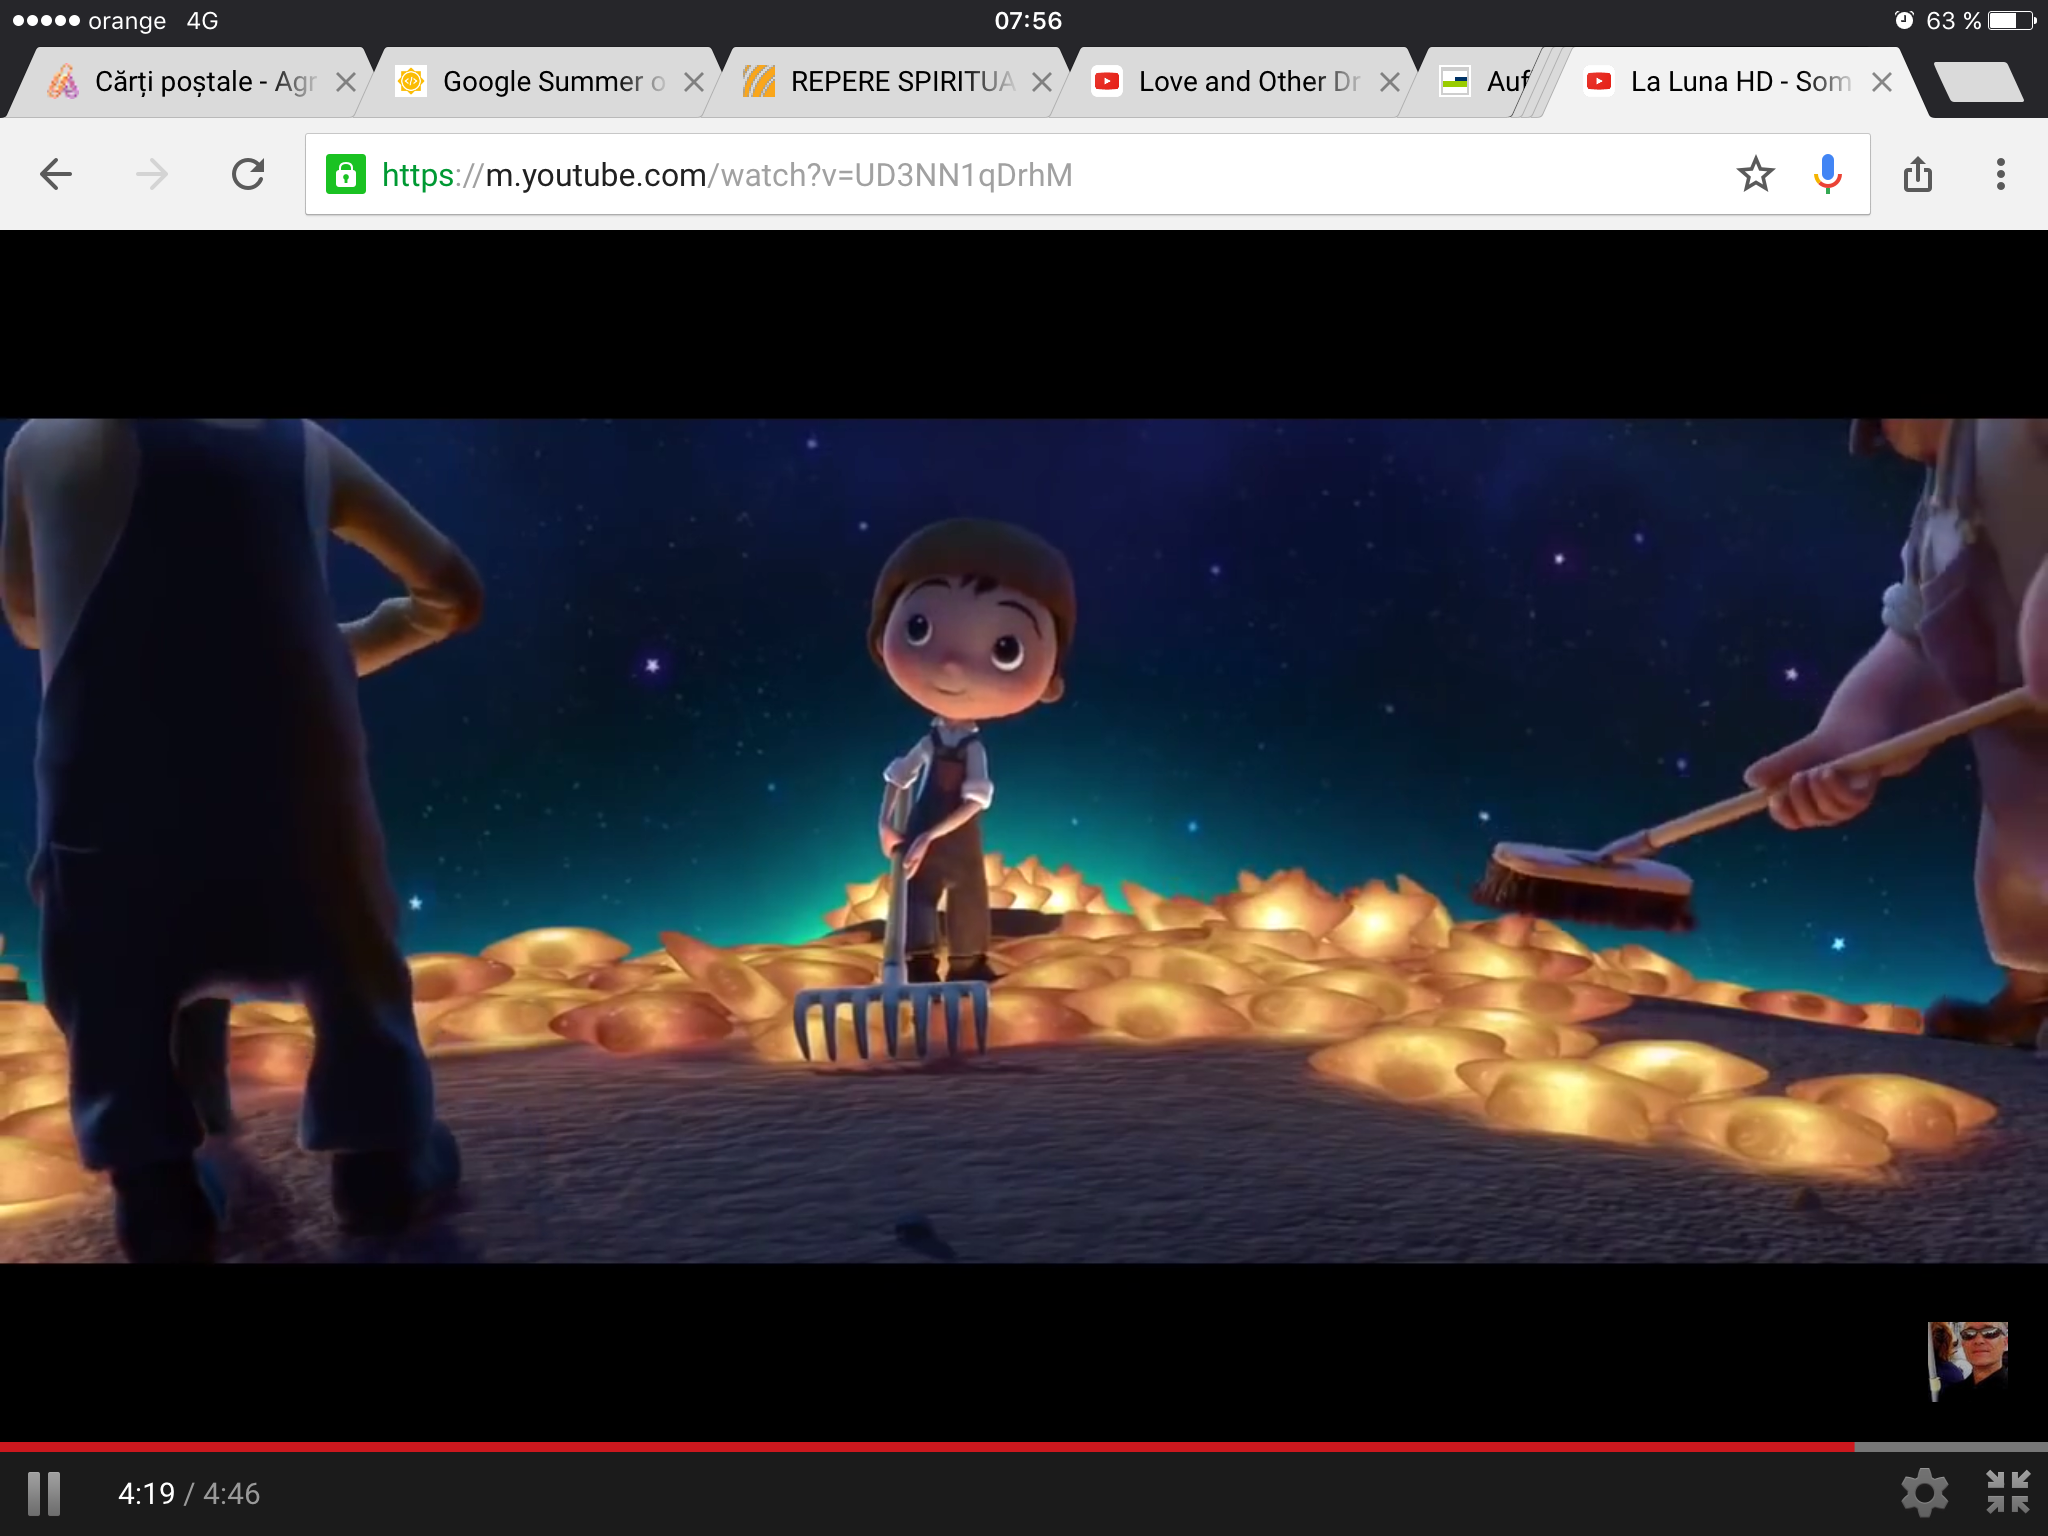 orange 4G 07:56 63 %
Cărți poștale - Agr Google Summer o REPERE SPIRITUA Love and Other Dr Auf La Luna HD - Som
https://m.youtube.com/watch?v=UD3NN1qDrhM
4:19 / 4:46